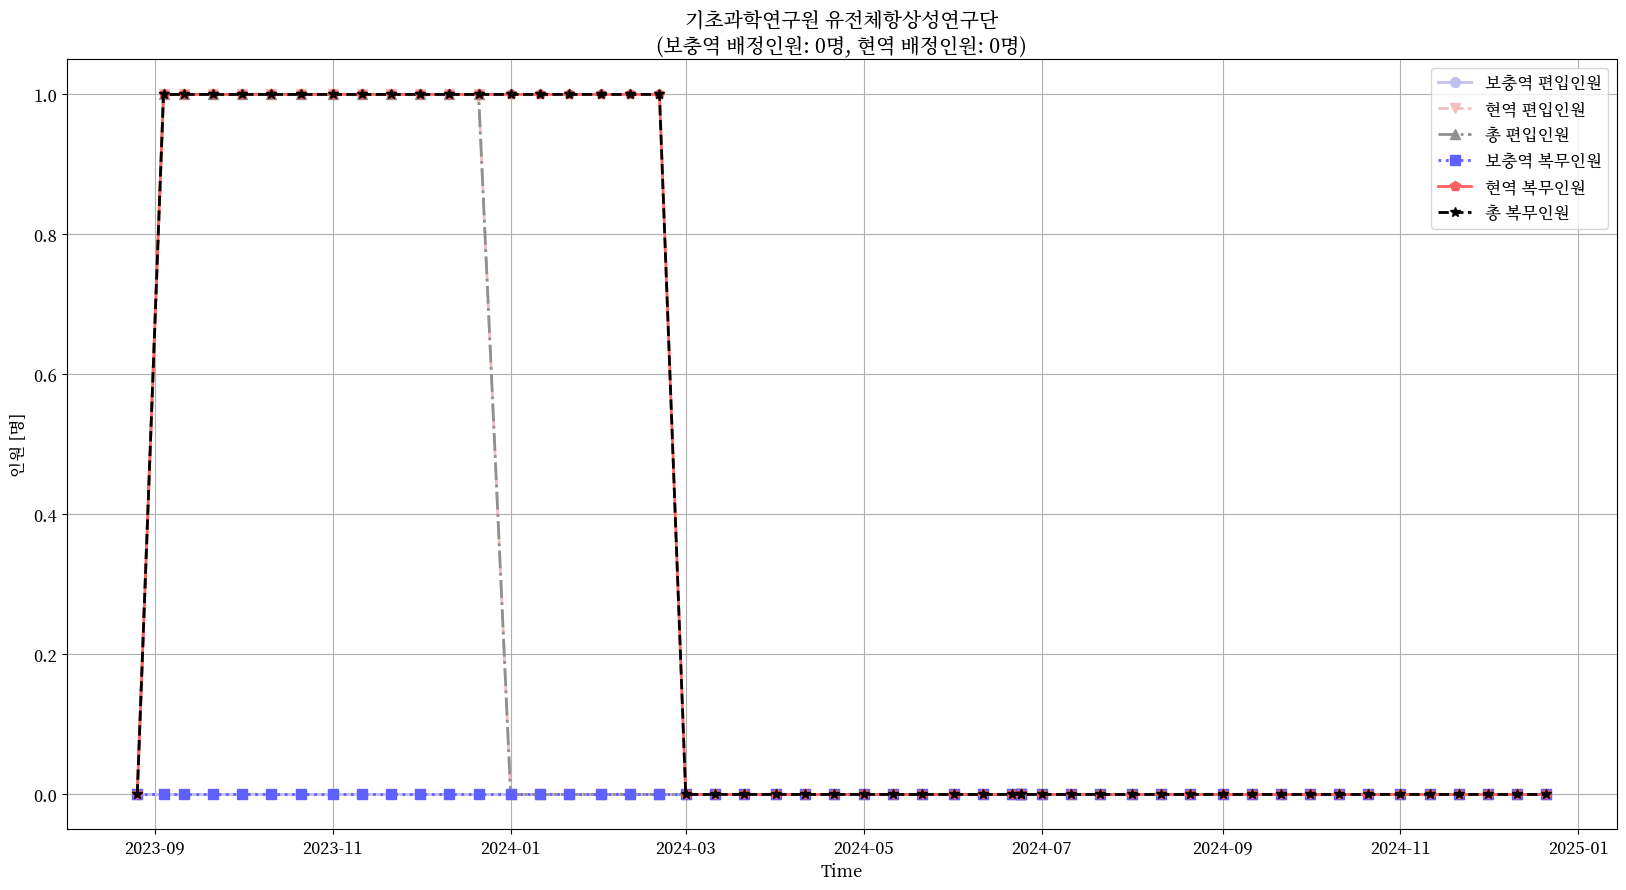 기초과학연구원 유전체항상성연구단
(보충역 배정인원: 0명, 현역 배정인원: 0명)
보충역 편입인원
현역 편입인원
총 편입인원
보충역 복무인원
현역 복무인원
총 복무인원
인원 [명]
1.0
0.8
0.6
0.4
0.2
0.0
2023-09
2023-11
2024-01
2024-03
2024-05
2024-07
2024-09
2024-11
2025-01
Time